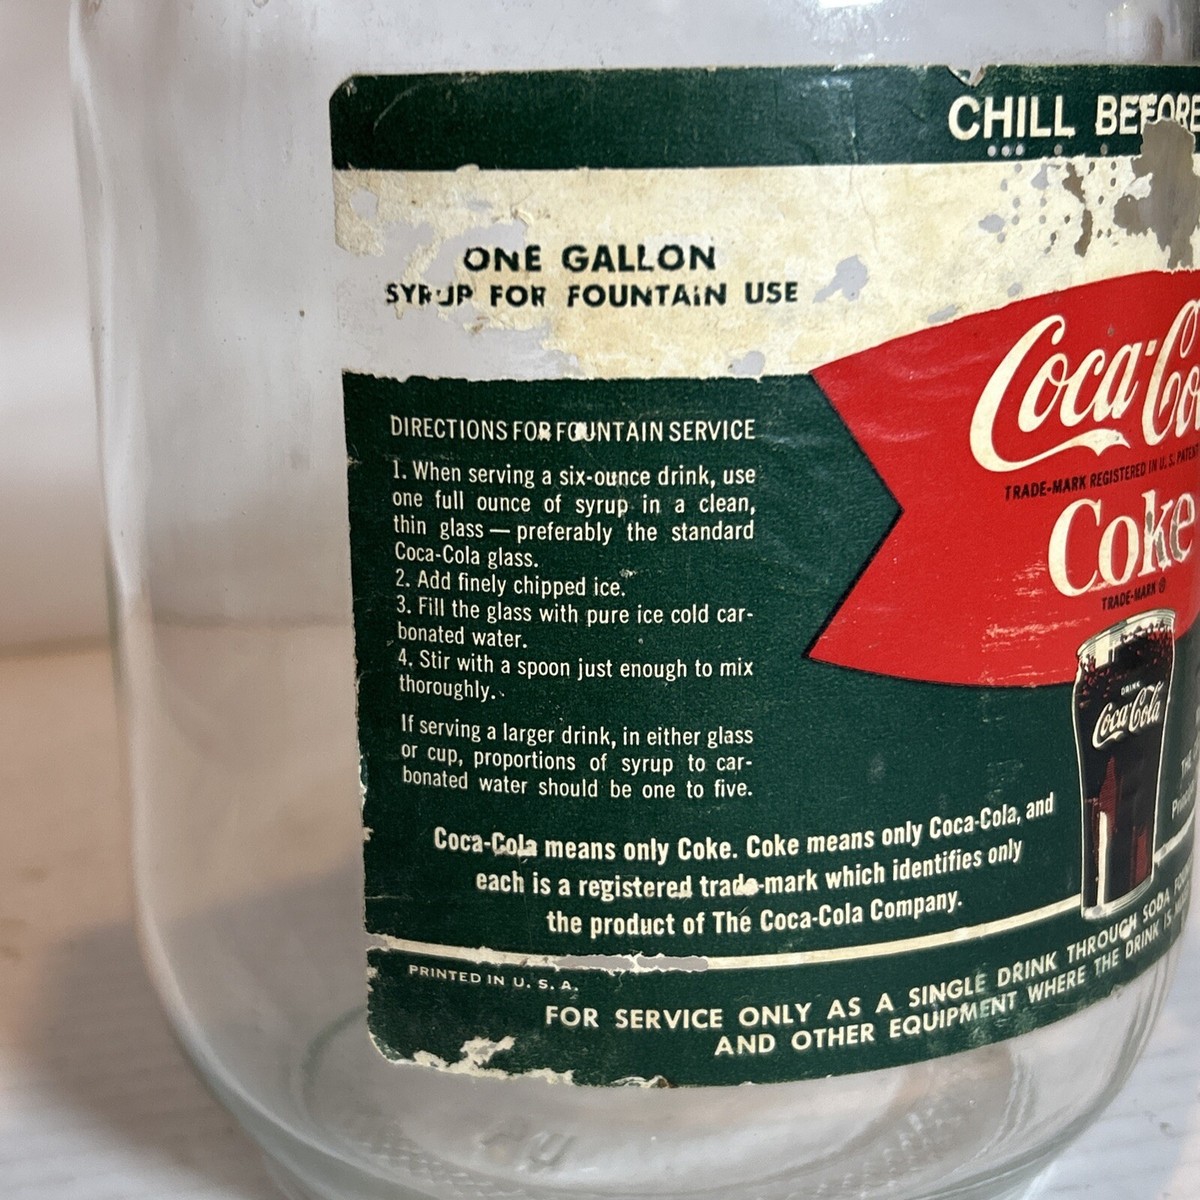 CHILL BEFORE
ONE GALLON
SYRUP FOR FOUNTAIN USE
DIRECTIONS FOR FOUNTAIN SERVICE
1. When serving a six-ounce drink, use
one full ounce of syrup in a clean,
thin glass — preferably the standard
Coca-Cola glass.
2. Add finely chipped ice.
3. Fill the glass with pure ice cold car-
bonated water.
4. Stir with a spoon just enough to mix
thoroughly.
If serving a larger drink, in either glass
or cup, proportions of syrup to car-
bonated water should be one to five.
Coca-Cola means only Coke. Coke means only Coca-Cola, and
each is a registered trade-mark which identifies only
the product of The Coca-Cola Company.
Coca-Co
TRADE-MARK REGISTERED IN U. S. PATENT
Coke
TRADE-MARK ®
DRINK
Coca-Cola
PRINTED IN U. S. A.
FOR SERVICE ONLY AS A SINGLE DRINK THROUGH SODA
AND OTHER EQUIPMENT WHERE THE DRINK IS